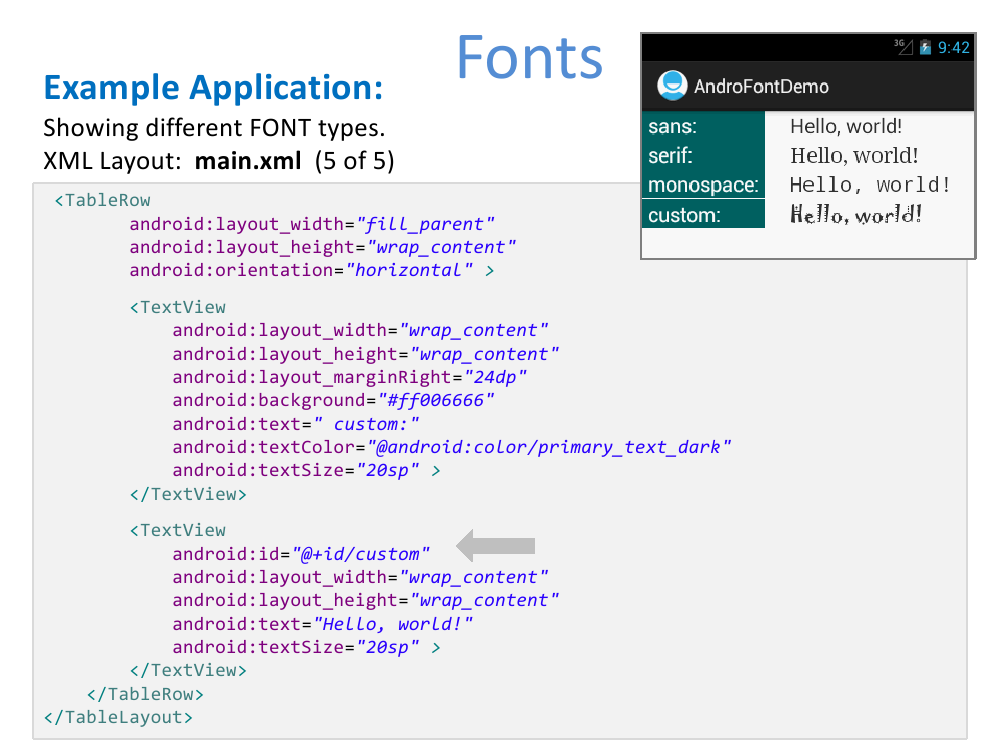 Fonts
Example Application:
Showing different FONT types.
XML Layout:  main.xml  (5 of 5)
3G 9:42
AndroFontDemo
sans: Hello, world!
serif: Hello, world!
monospace: Hello, world!
custom: Hello, world!
<TableRow
android:layout_width="fill_parent"
android:layout_height="wrap_content"
android:orientation="horizontal" >
<TextView
android:layout_width="wrap_content"
android:layout_height="wrap_content"
android:layout_marginRight="24dp"
android:background="#ff006666"
android:text=" custom:"
android:textColor="@android:color/primary_text_dark"
android:textSize="20sp" >
</TextView>
<TextView
android:id="@+id/custom"
android:layout_width="wrap_content"
android:layout_height="wrap_content"
android:text="Hello, world!"
android:textSize="20sp" >
</TextView>
</TableRow>
</TableLayout>